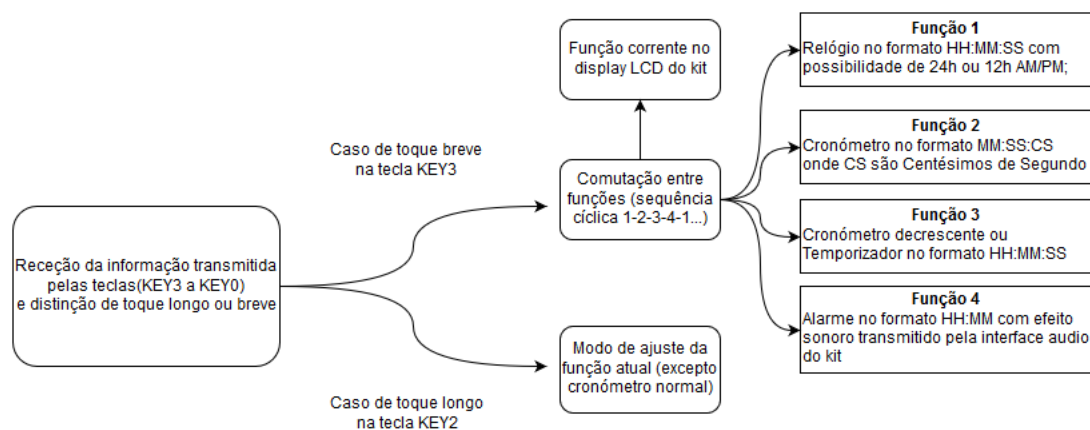 Receção da informação transmitida
pelas teclas(KEY3 a KEY0)
e distinção de toque longo ou breve
Caso de toque breve
na tecla KEY3
Caso de toque longo
na tecla KEY2
Função corrente no
display LCD do kit
Comutação entre
funções (sequência
cíclica 1-2-3-4-1...)
Modo de ajuste da
função atual (excepto
cronómetro normal)
Função 1
Relógio no formato HH:MM:SS com
possibilidade de 24h ou 12h AM/PM;
Função 2
Cronómetro no formato MM:SS:CS
onde CS são Centésimos de Segundo
Função 3
Cronómetro decrescente ou
Temporizador no formato HH:MM:SS
Função 4
Alarme no formato HH:MM com efeito
sonoro transmitido pela interface audio
do kit